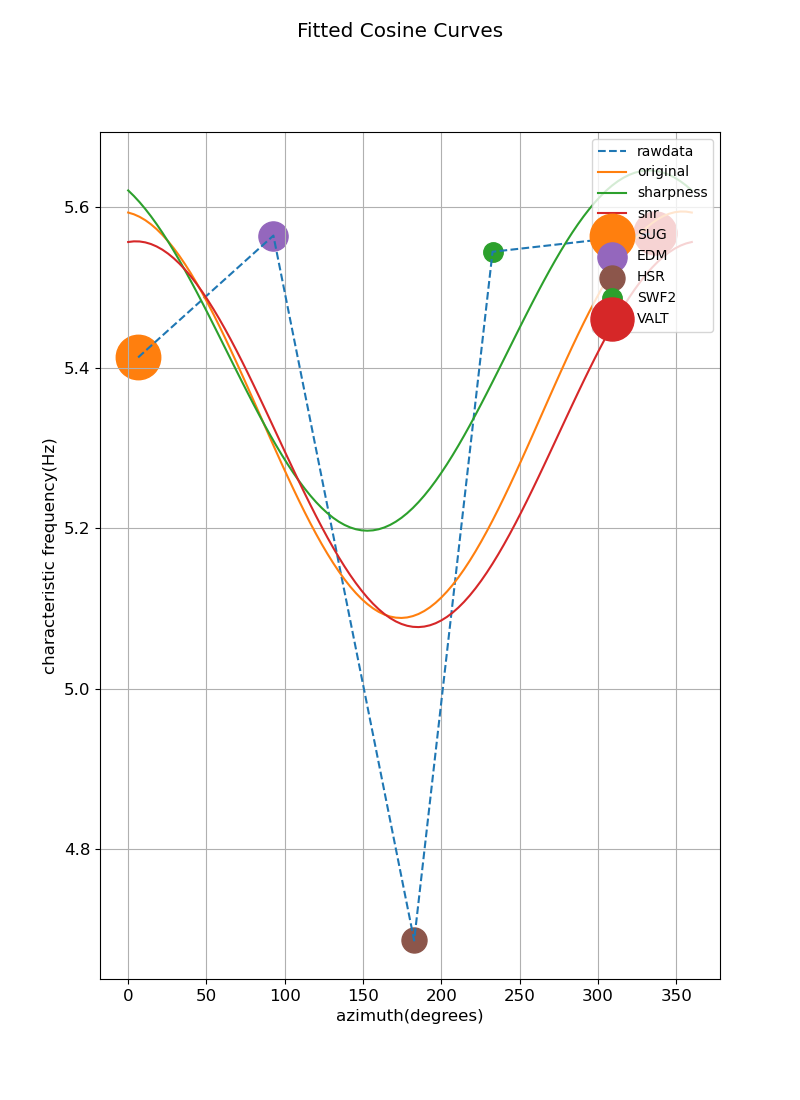 Fitted Cosine Curves
rawdata
original
sharpness
snr
SUG
EDM
HSR
SWF2
VALT
characteristic frequency(Hz)
5.6
5.4
5.2
5.0
4.8
0 50 100 150 200 250 300 350
azimuth(degrees)